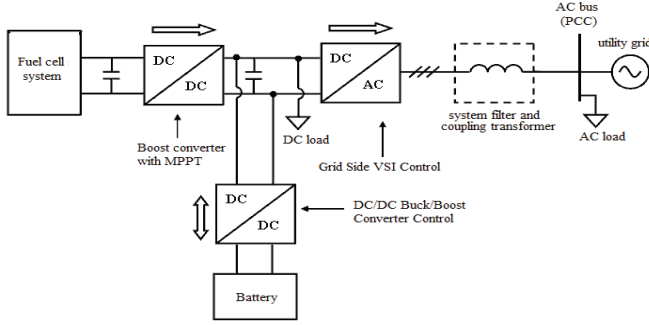 AC bus
(PCC)
utility grid
Fuel cell
system
DC
DC
DC
AC
DC load
system filter and
coupling transformer
AC load
Boost converter
with MPPT
Grid Side VSI Control
DC
DC
DC/DC Buck/Boost
Converter Control
Battery